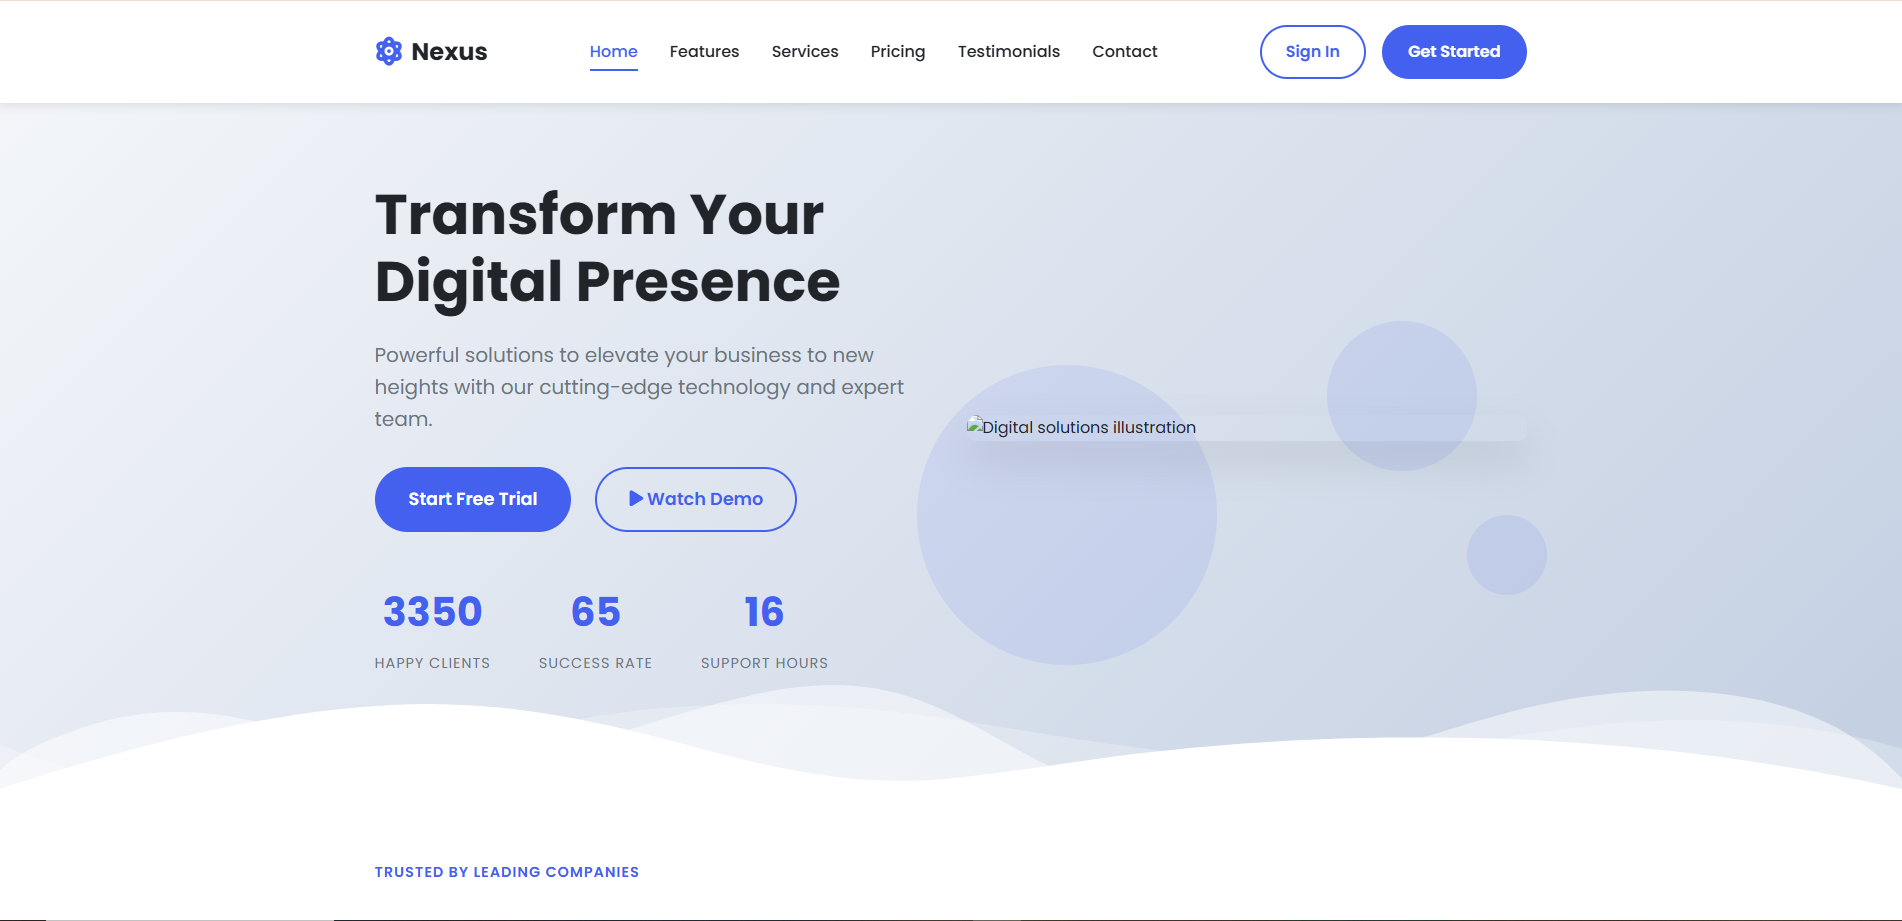 Nexus
Home Features Services Pricing Testimonials Contact
Sign In
Get Started
Transform Your
Digital Presence
Powerful solutions to elevate your business to new
heights with our cutting-edge technology and expert
team.
Start Free Trial
Watch Demo
3350 65 16
HAPPY CLIENTS SUCCESS RATE SUPPORT HOURS
Digital solutions illustration
TRUSTED BY LEADING COMPANIES